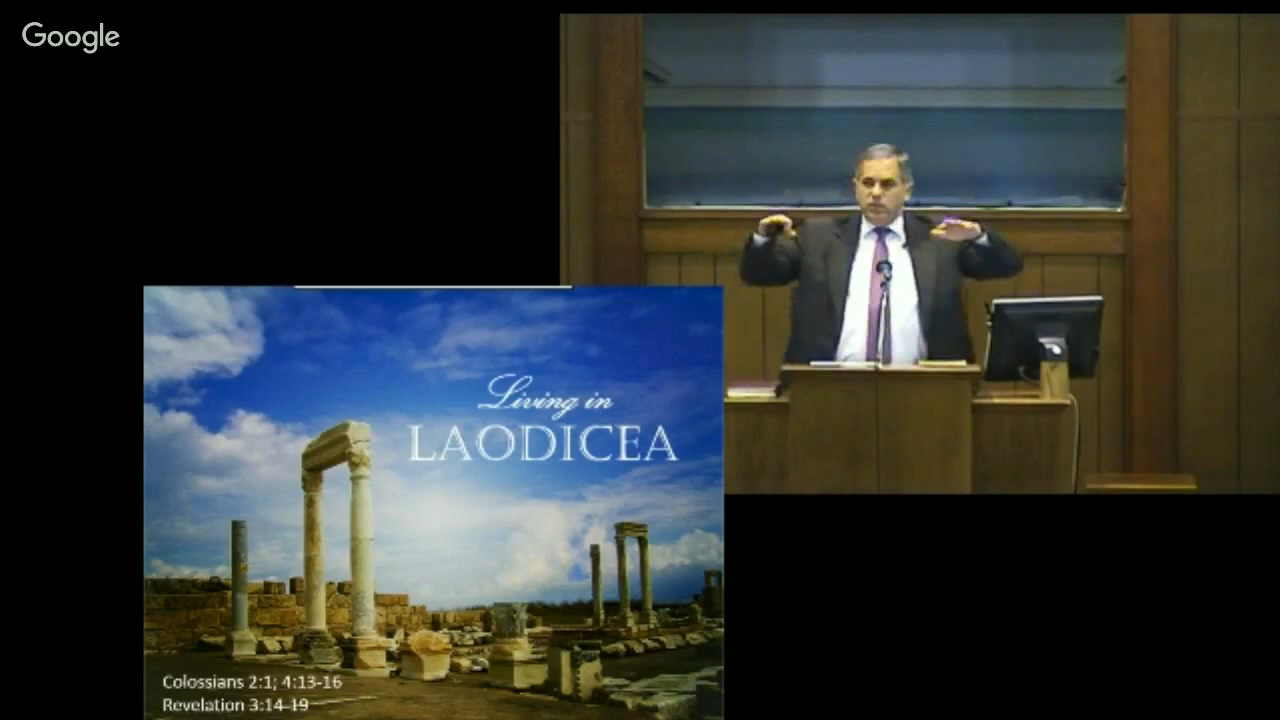 Google
Living in
LAODICEA
Colossians 2:1; 4:13-16
Revelation 3:14-19